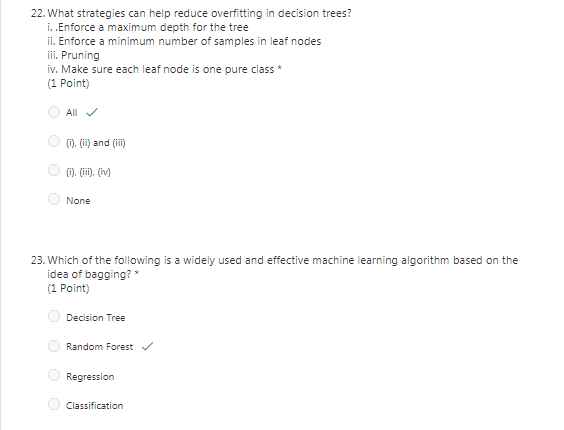 22. What strategies can help reduce overfitting in decision trees?
i. .Enforce a maximum depth for the tree
ii. Enforce a minimum number of samples in leaf nodes
iii. Pruning
iv. Make sure each leaf node is one pure class *
(1 Point)
All ✓
(i), (ii) and (iii)
(i), (iii), (iv)
None
23. Which of the following is a widely used and effective machine learning algorithm based on the
idea of bagging? *
(1 Point)
Decision Tree
Random Forest ✓
Regression
Classification